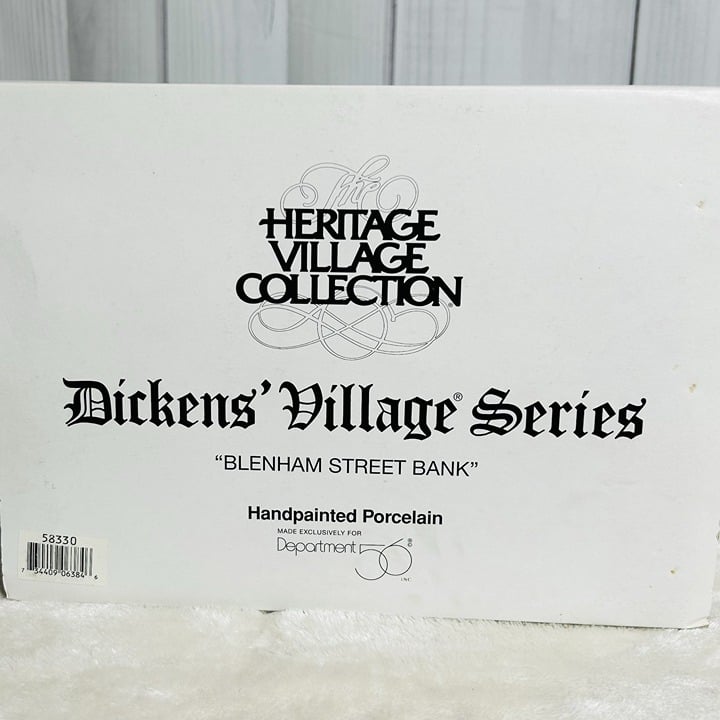 The
HERITAGE
VILLAGE
COLLECTION®
Dickens' Village® Series
“BLENHAM STREET BANK”
Handpainted Porcelain
MADE EXCLUSIVELY FOR
Department 56®
INC
58330
7 34409 06384 6